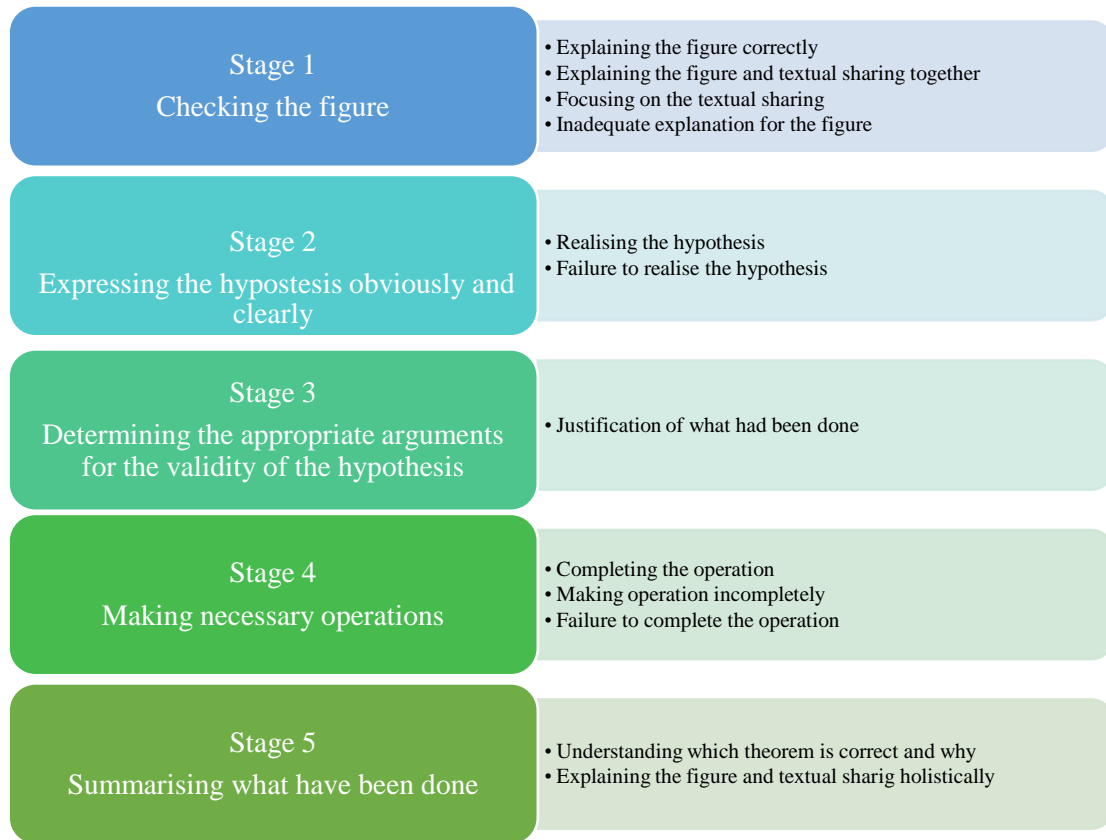 Stage 1
Checking the figure
• Explaining the figure correctly
• Explaining the figure and textual sharing together
• Focusing on the textual sharing
• Inadequate explanation for the figure
Stage 2
Expressing the hypostesis obviously and
clearly
• Realising the hypothesis
• Failure to realise the hypothesis
Stage 3
Determining the appropriate arguments
for the validity of the hypothesis
• Justification of what had been done
Stage 4
Making necessary operations
• Completing the operation
• Making operation incompletely
• Failure to complete the operation
Stage 5
Summarising what have been done
• Understanding which theorem is correct and why
• Explaining the figure and textual sharig holistically